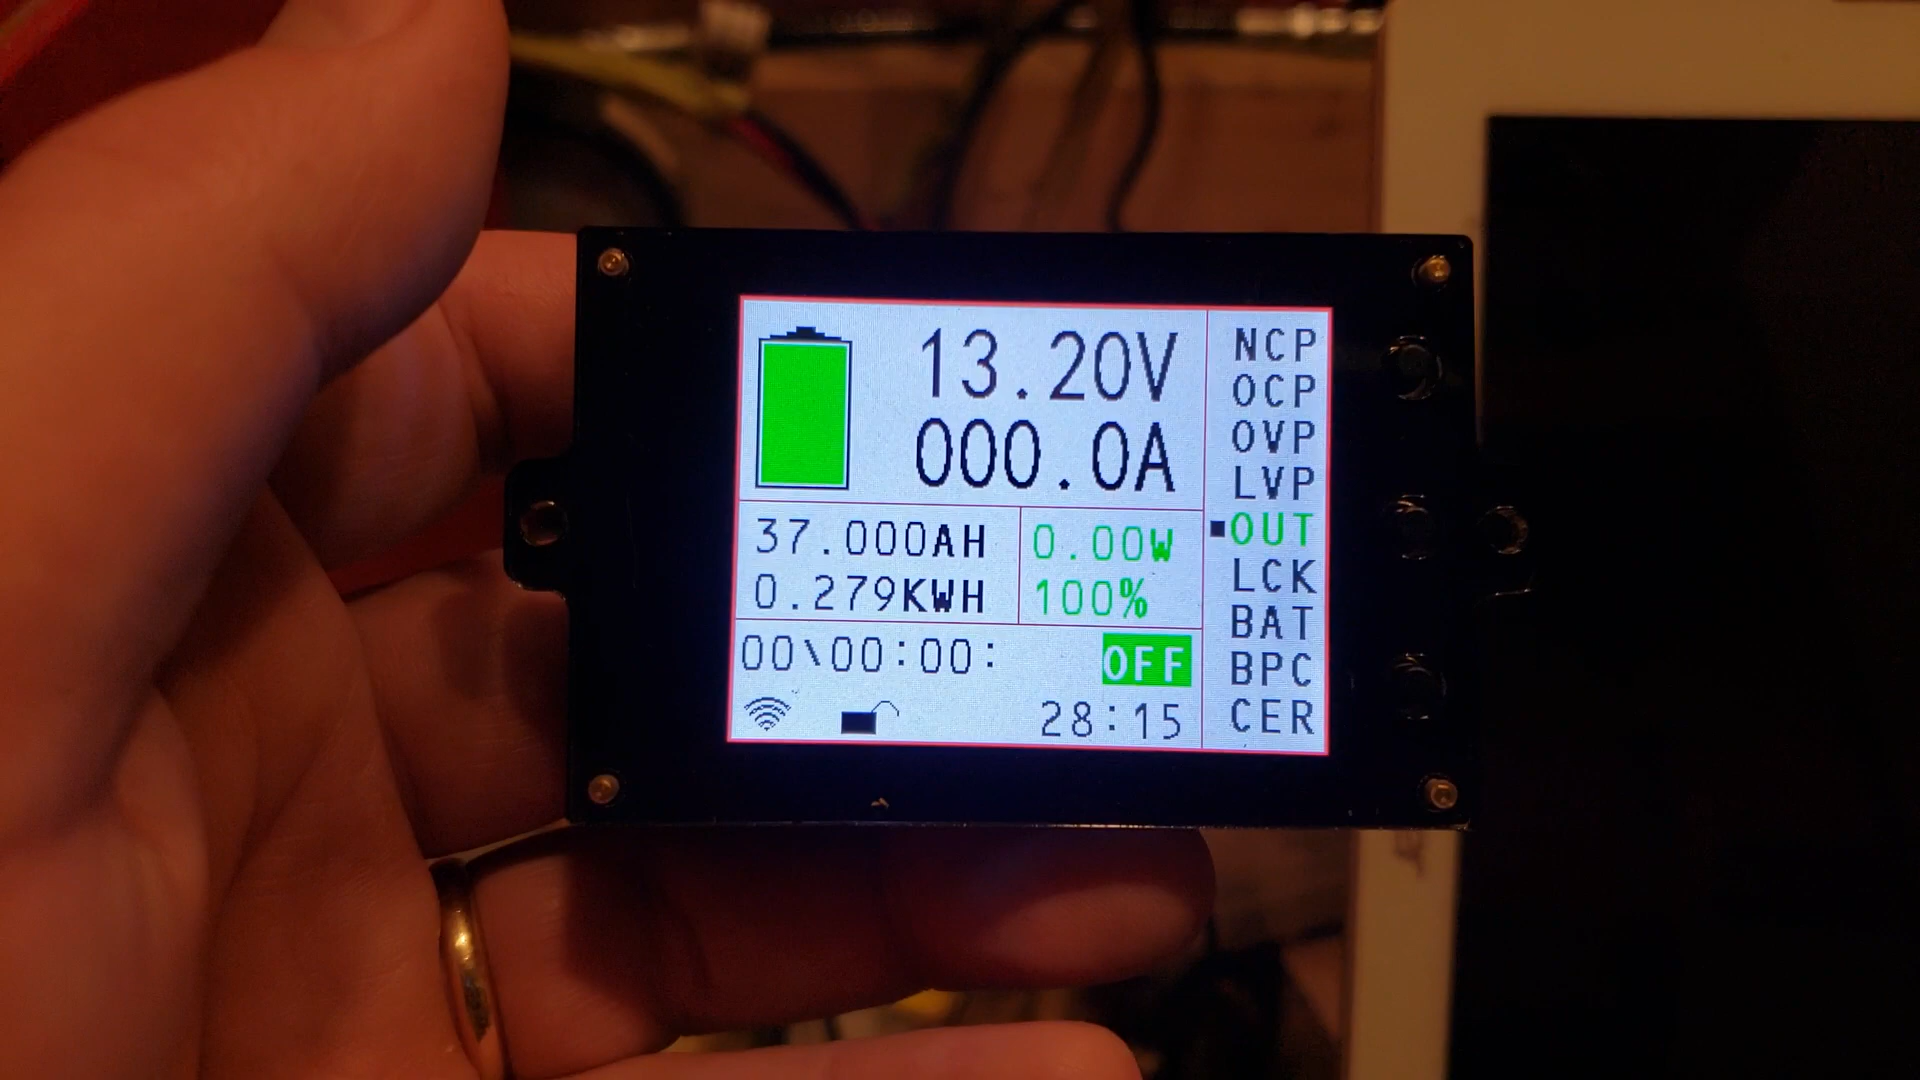 13.20V
000.0A
37.000AH
0.279KWH
0.00W
100%
00\00:00:
OFF
28:15
NCP
OCP
OVP
LVP
OUT
LCK
BAT
BPC
CER